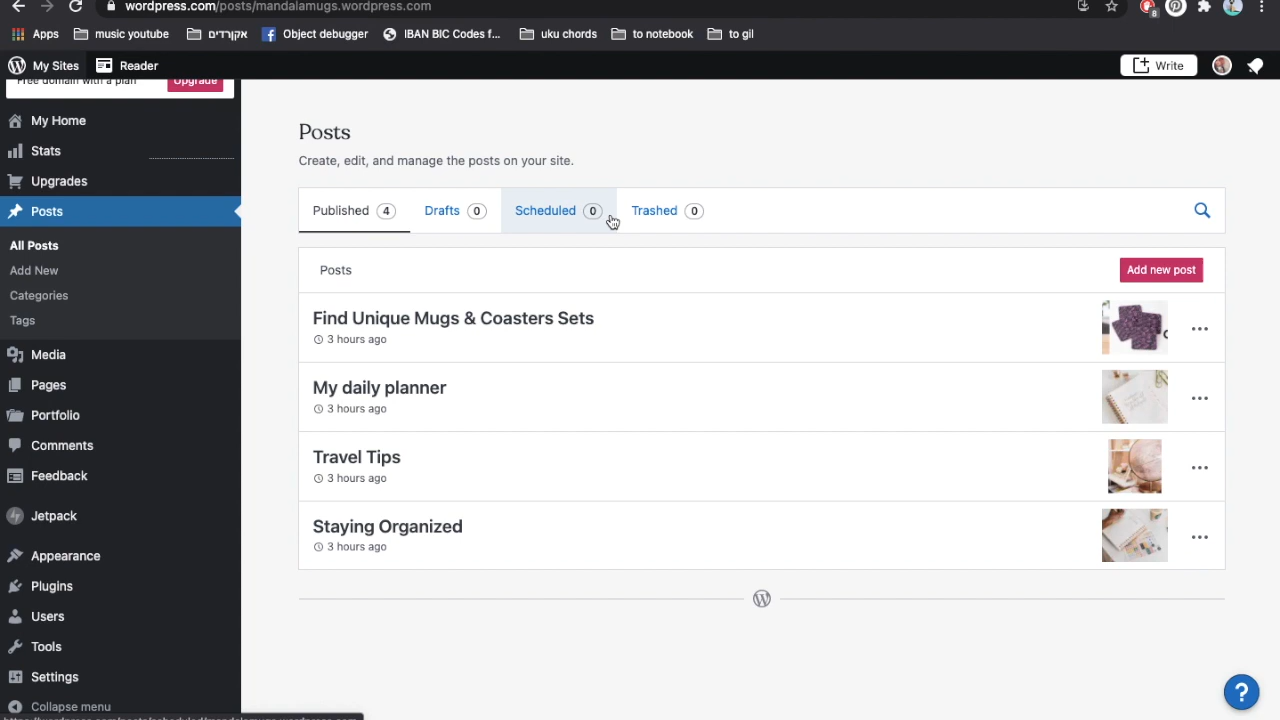 wordpress.com/posts/mandalamugs.wordpress.com
8
Apps music youtube אקורדים Object debugger IBAN BIC Codes f... uku chords to notebook to gil
My Sites Reader Write
Free domain with a plan Upgrade
My Home
Stats
Upgrades
Posts
All Posts
Add New
Categories
Tags
Media
Pages
Portfolio
Comments
Feedback
Jetpack
Appearance
Plugins
Users
Tools
Settings
Collapse menu
Posts
Create, edit, and manage the posts on your site.
Published 4 Drafts 0 Scheduled 0 Trashed 0
Posts Add new post
Find Unique Mugs & Coasters Sets
3 hours ago
My daily planner
3 hours ago
Travel Tips
3 hours ago
Staying Organized
3 hours ago
?